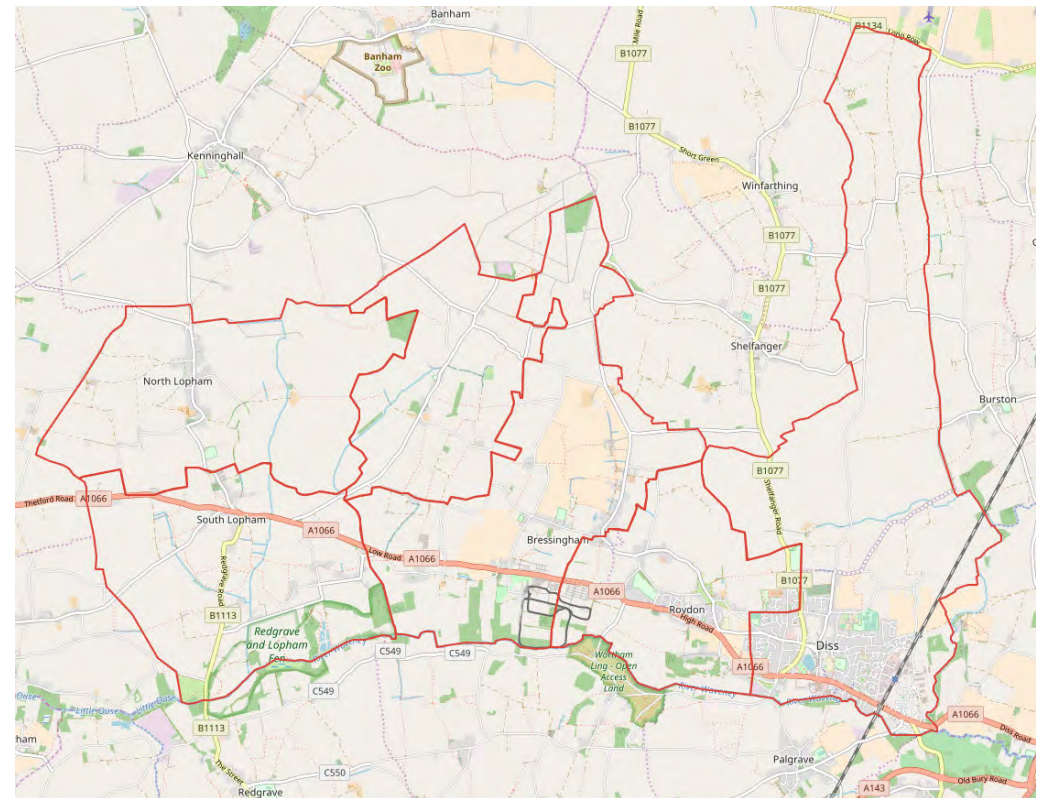 Banham
B1134
Long Row
Mile Road
B1077
Banham
Zoo
B1077
Short Green
Kenninghall
Winfarthing
B1077
B1077
Shelfanger
North Lopham
Burston
B1077
Shelfanger Road
Thetford Road
A1066
South Lopham
A1066
Low Road
A1066
Bressingham
Redgrave Road
B1077
A1066
Roydon
High Road
B1113
Redgrave
and Lopham
Fen
Diss
C549
C549
Wortham
Ling - Open
Access
Land
A1066
C549
River Waveney
River Waveney
Little Ouse
Little Ouse
B1113
A1066
Diss Road
ham
The Street
Palgrave
C550
Redgrave
A143
Old Bury Road